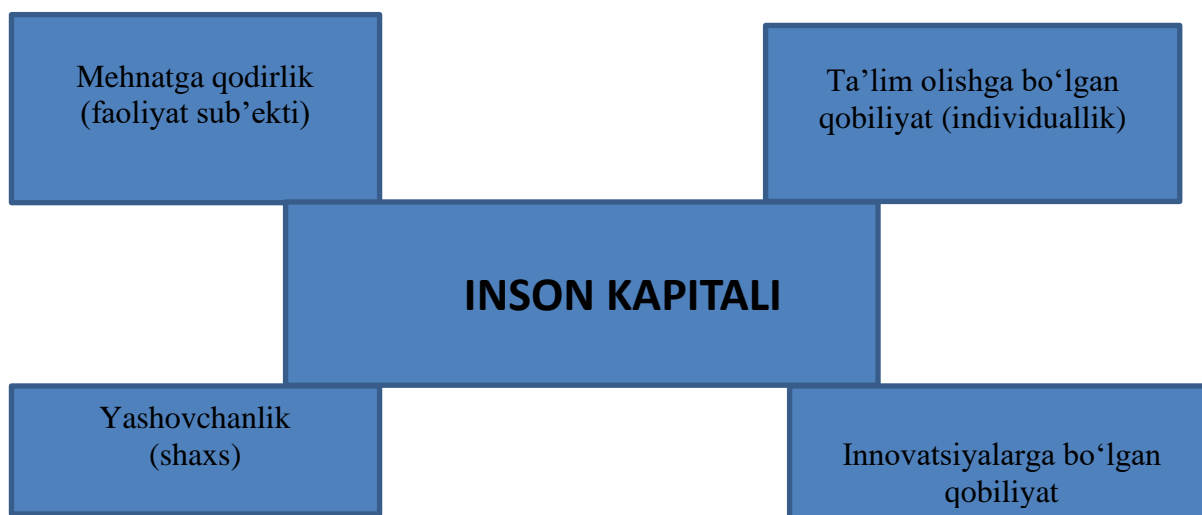 Mehnatga qodirlik
(faoliyat sub’ekti)
Ta’lim olishga bo‘lgan
qobiliyat (individuallik)
INSON KAPITALI
Yashovchanlik
(shaxs)
Innovatsiyalarga bo‘lgan
qobiliyat